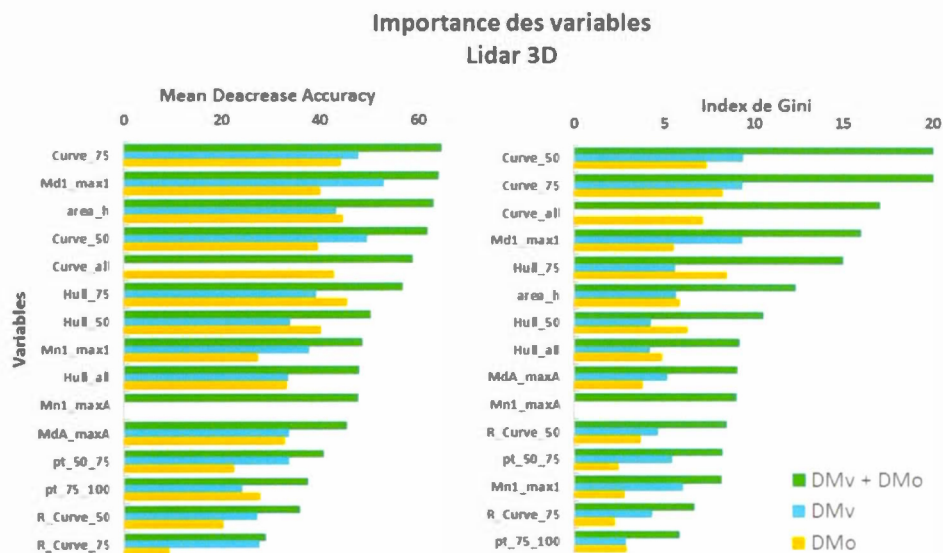 Importance des variables
Lidar 3D
Mean Deacrease Accuracy
0 20 40 60
Variables
Curve_75
Md1_max1
area_h
Curve_50
Curve_all
Hull_75
Hull_50
Mn1_max1
Hull_all
Mn1_maxA
MdA_maxA
pt_50_75
pt_75_100
R_Curve_50
R_Curve_75
Index de Gini
0 5 10 15 20
Curve_50
Curve_75
Curve_all
Md1_max1
Hull_75
area_h
Hull_50
Hull_all
MdA_maxA
Mn1_maxA
R_Curve_50
pt_50_75
Mn1_max1
R_Curve_75
pt_75_100
DMv + DMo
DMv
DMo